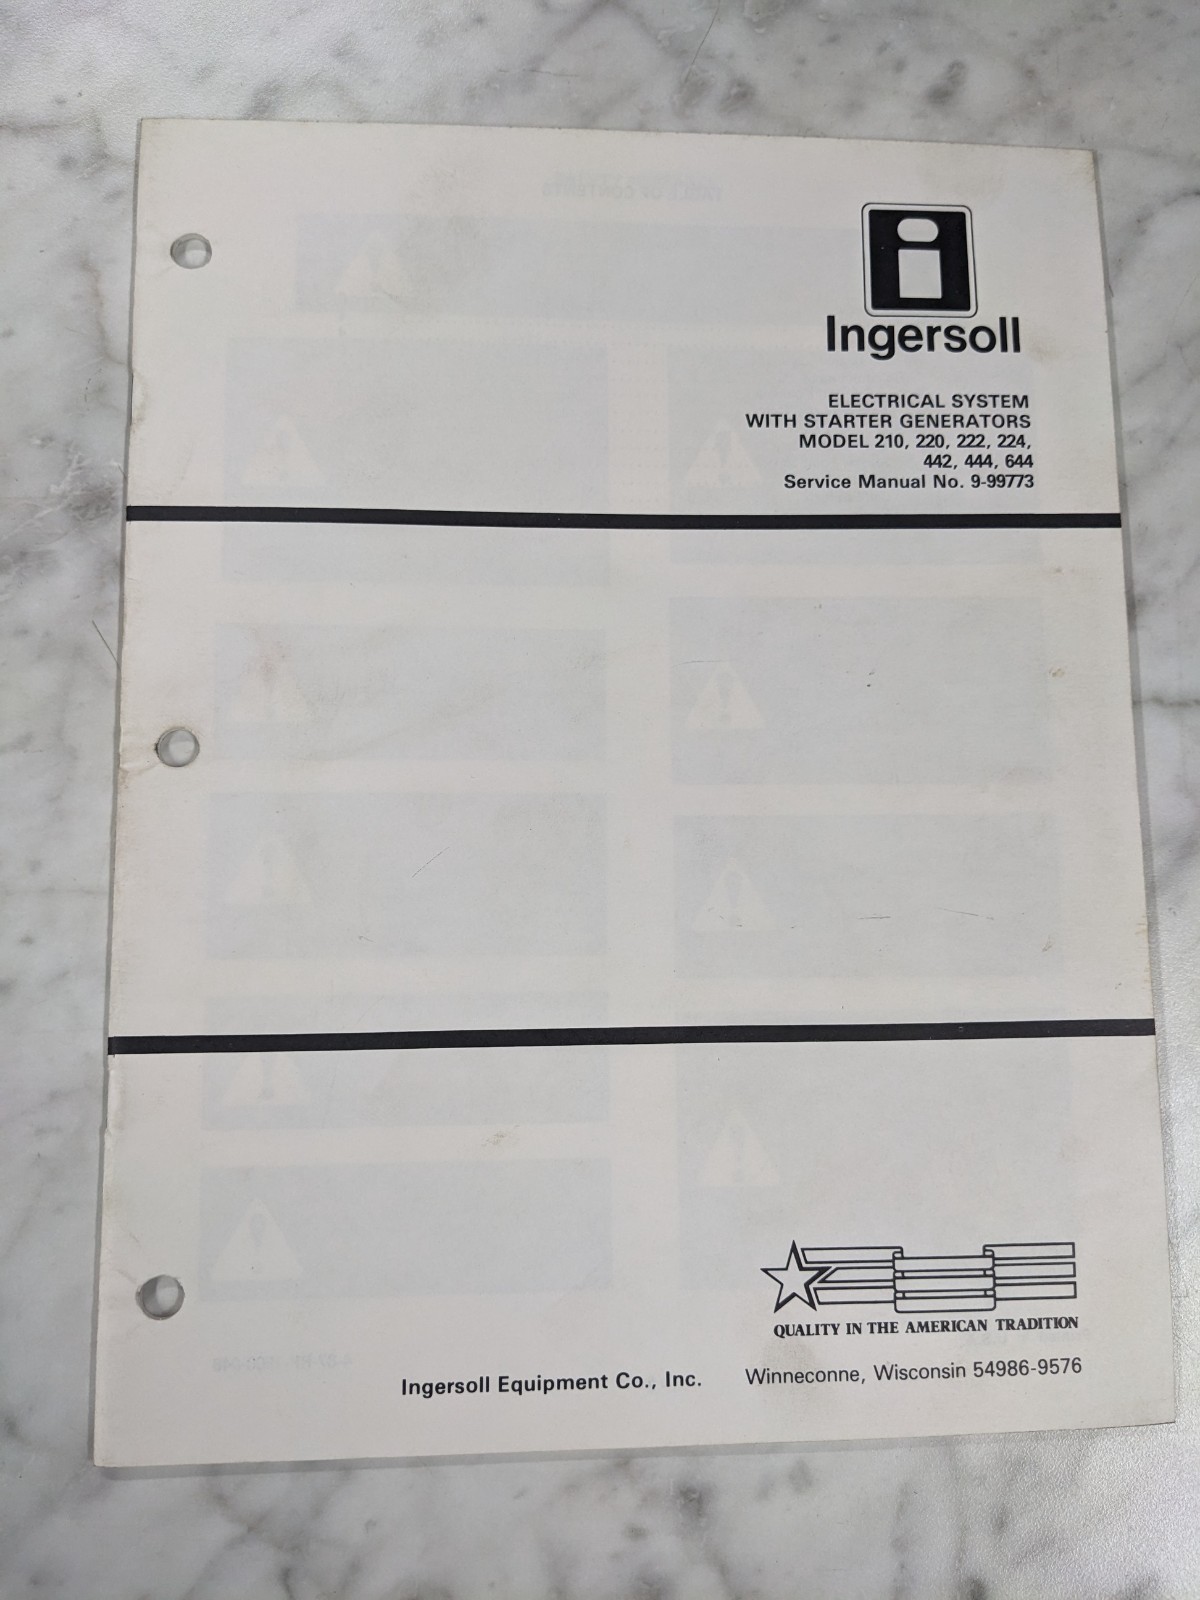 Ingersoll
ELECTRICAL SYSTEM
WITH STARTER GENERATORS
MODEL 210, 220, 222, 224,
442, 444, 644
Service Manual No. 9-99773
QUALITY IN THE AMERICAN TRADITION
Ingersoll Equipment Co., Inc. Winneconne, Wisconsin 54986-9576